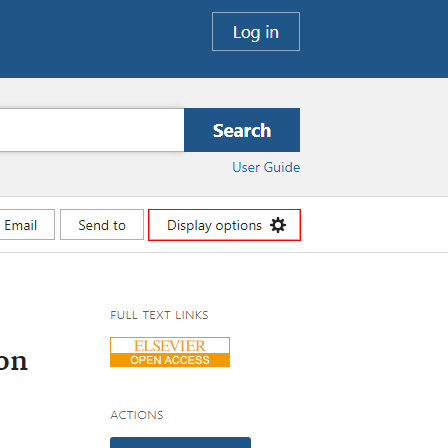 Log in
Search
User Guide
Email
Send to
Display options
FULL TEXT LINKS
ELSEVIER
OPEN ACCESS
on
ACTIONS